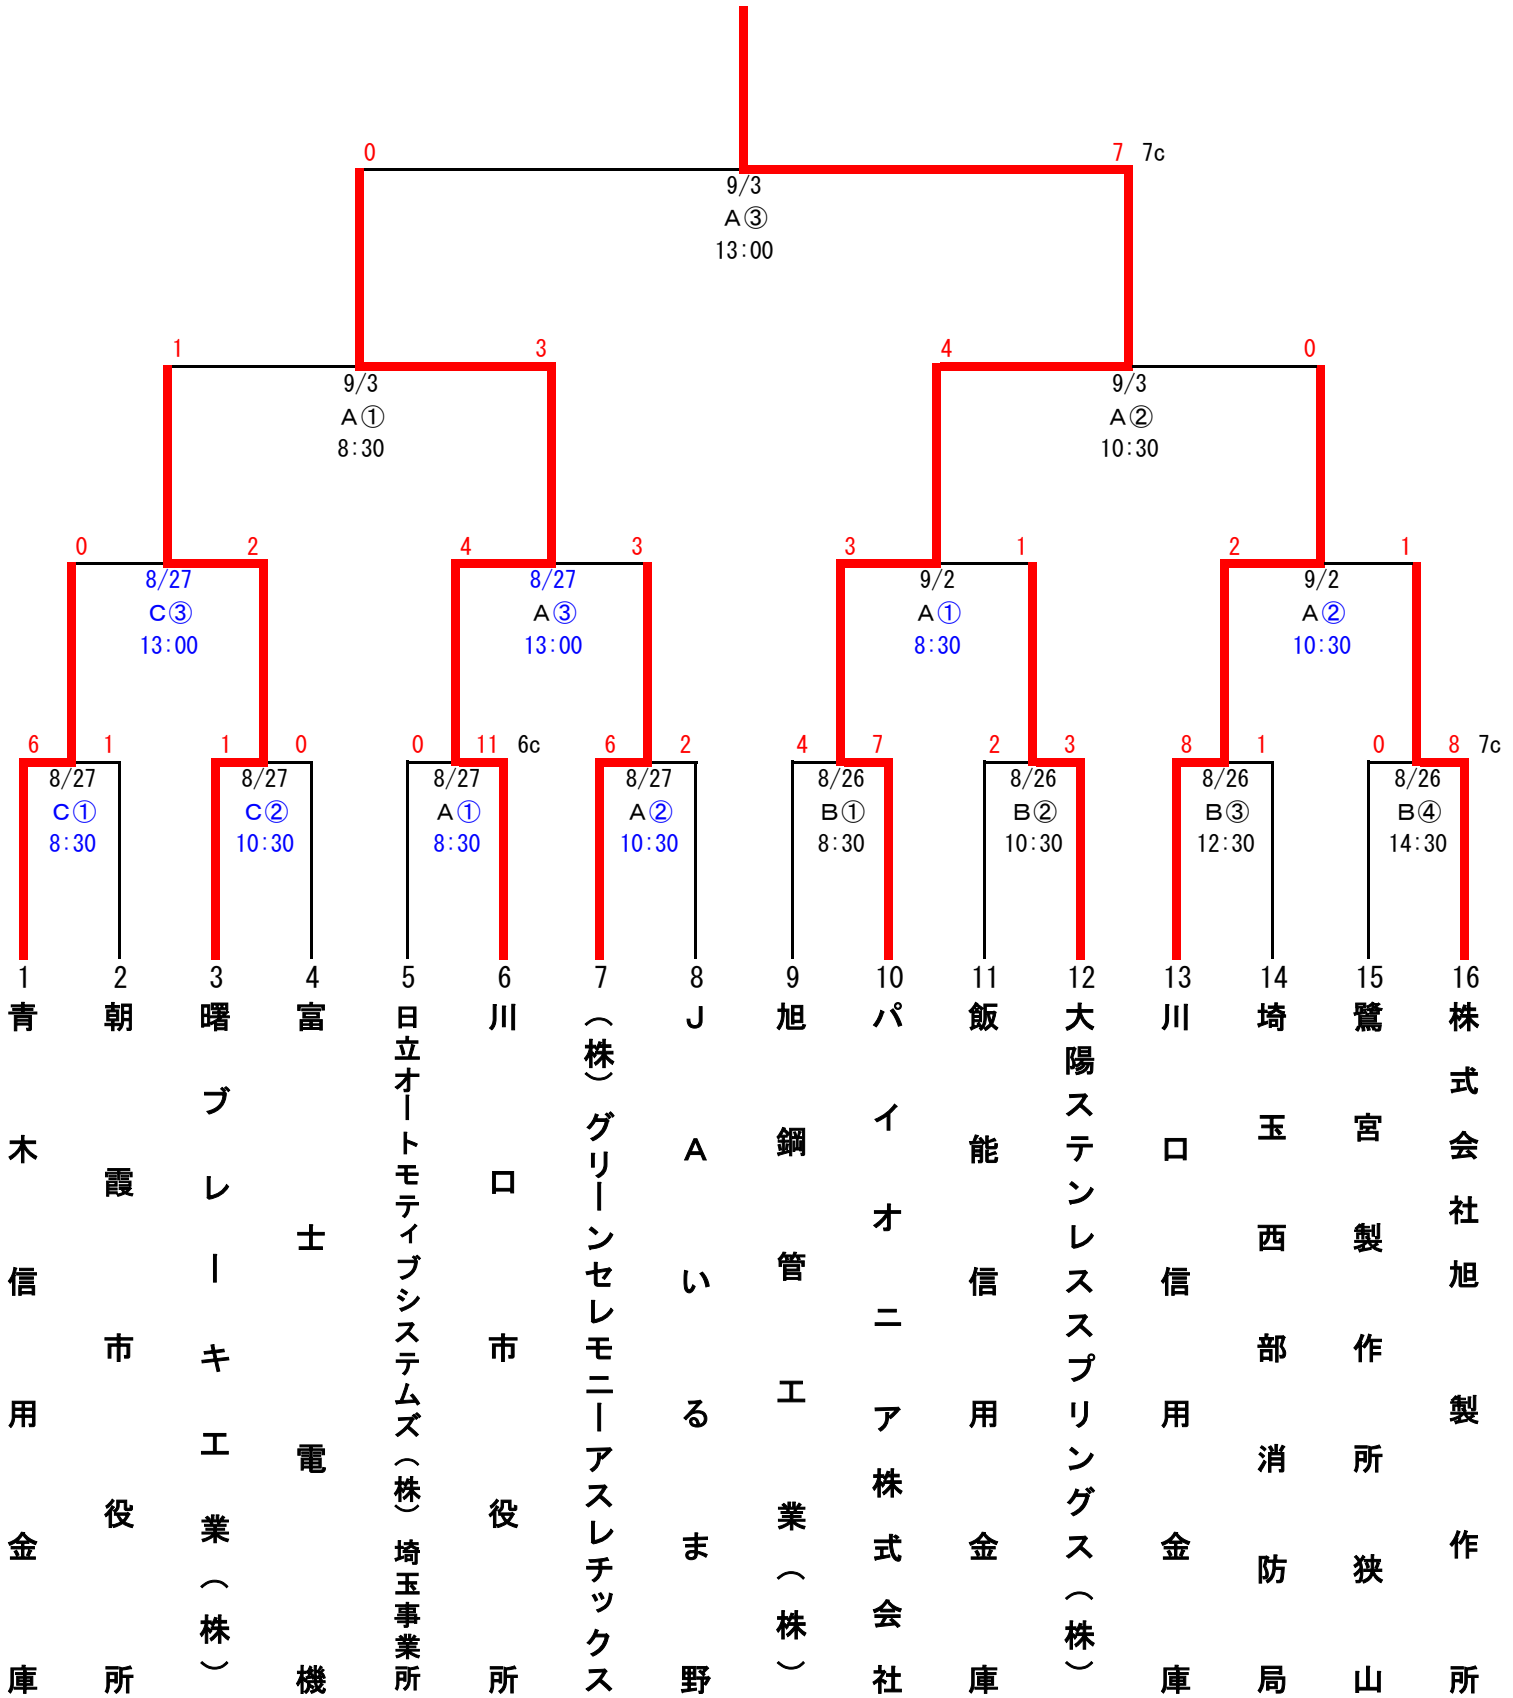 0 7 7c
9/3
A③
13:00
1 3 4 0
9/3 9/3
A① A②
8:30 10:30
0 2 4 3 3 1 2 1
8/27 8/27 9/2 9/2
C③ A③ A① A②
13:00 13:00 8:30 10:30
6 1 1 0 0 11 6c 6 2 4 7 2 3 8 1 0 8 7c
8/27 8/27 8/27 8/27 8/26 8/26 8/26 8/26
C① C② A① A② B① B② B③ B④
8:30 10:30 8:30 10:30 8:30 10:30 12:30 14:30
1 2 3 4 5 6 7 8 9 10 11 12 13 14 15 16
青木信用金庫
朝霞市役所
曙ブレーキ工業(株)
富士電機
日立オートモティブシステムズ(株)埼玉事業所
川口市役所
(株)グリーンセレモニーアスレチックス
JAいるま野
旭鋼管工業(株)
パイオニア株式会社
飯能信用金庫
大陽ステンレススプリングス(株)
川口信用金庫
埼玉西部消防局
鷺宮製作所狭山
株式会社旭製作所